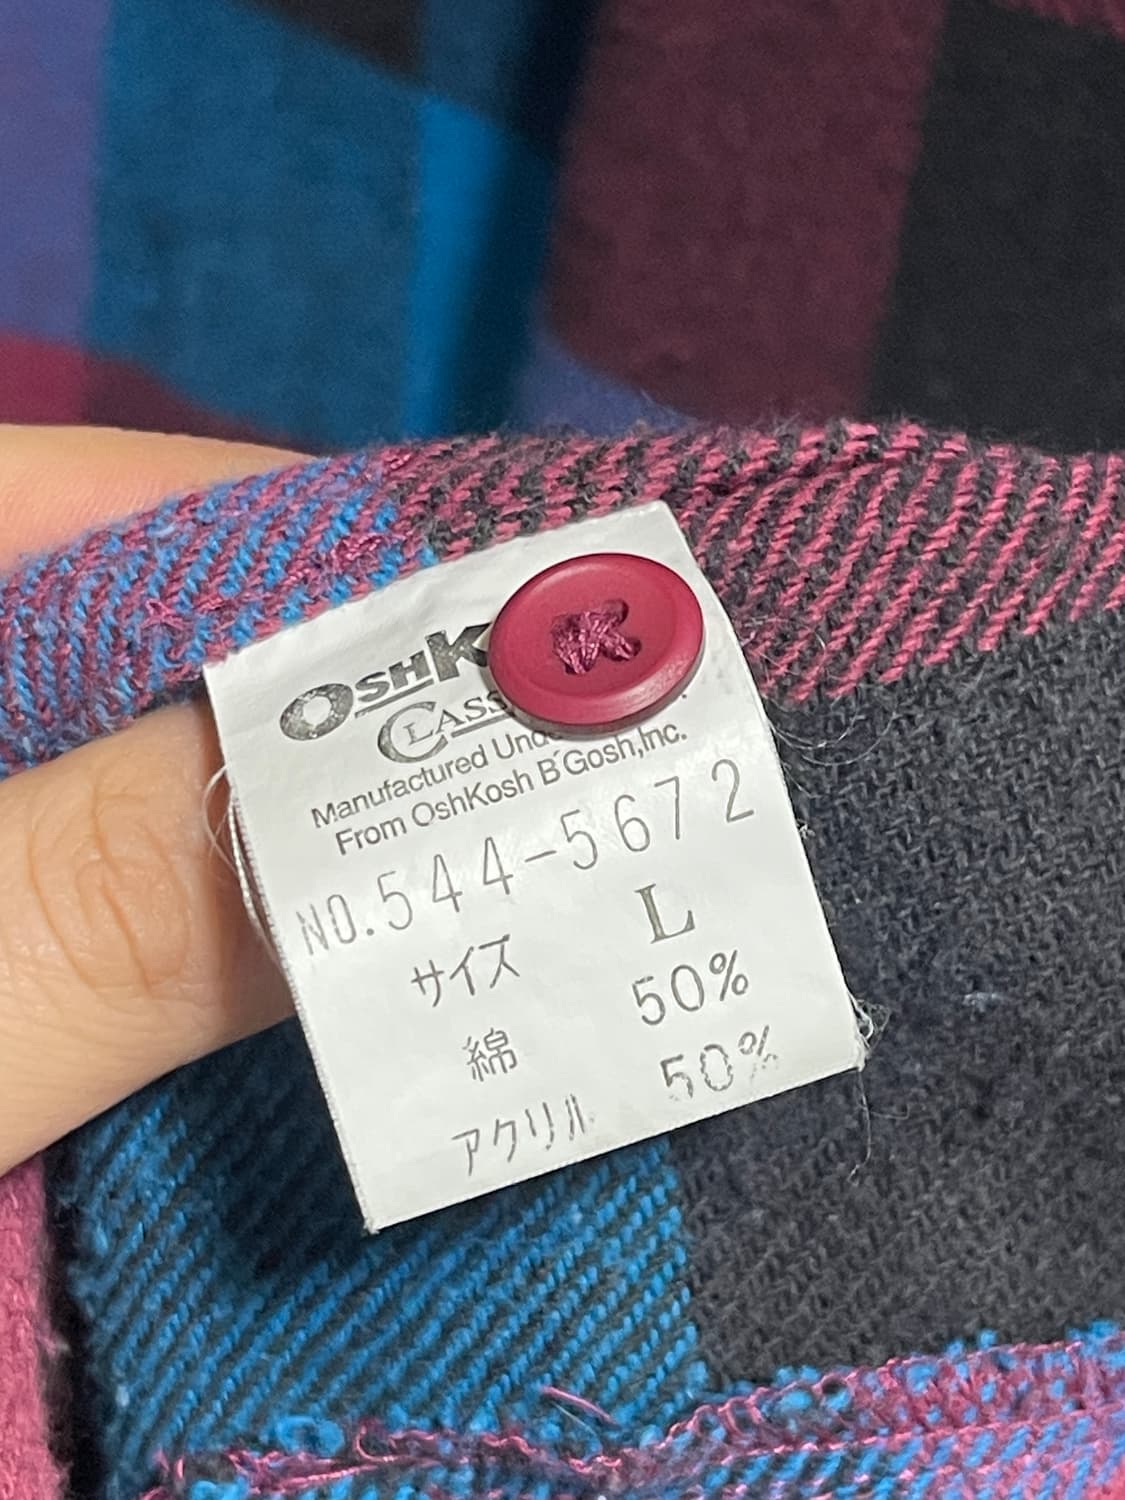 OSHK
CLASS
Manufactured Und
From OshKosh B'Gosh,Inc.
NO.544-5672
サイズ L
綿 50%
アクリル 50%